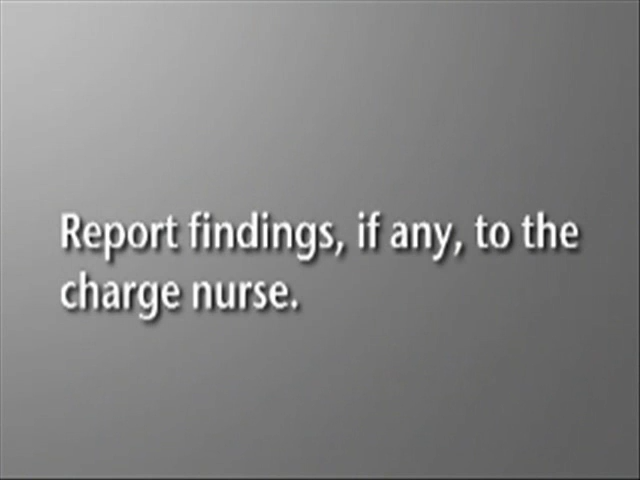 Report findings, if any, to the
charge nurse.